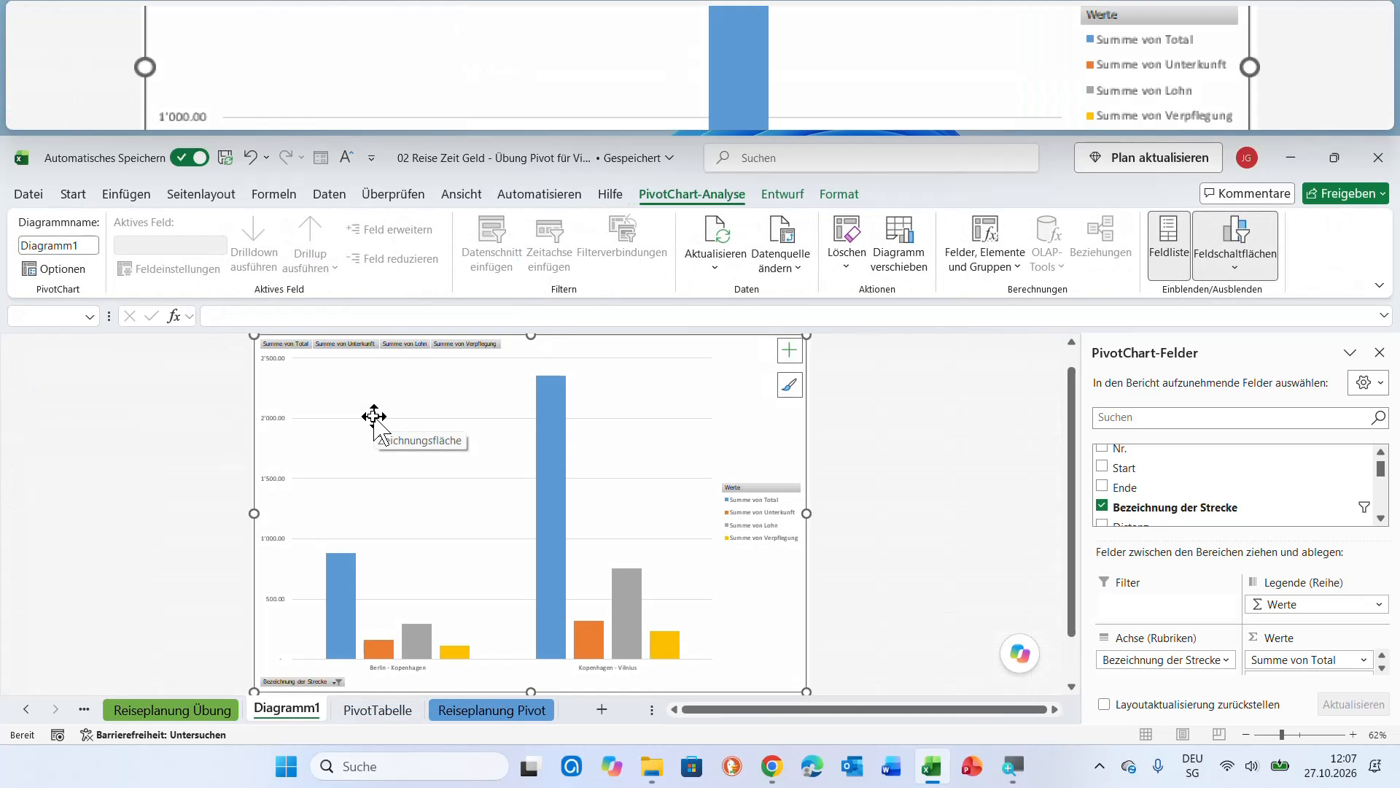 Werte
Summe von Total
Summe von Unterkunft
Summe von Lohn
1'000.00
Summe von Verpflegung
Automatisches Speichern
02 Reise Zeit Geld - Übung Pivot für Vi... • Gespeichert
Suchen
Plan aktualisieren
JG
Datei Start Einfügen Seitenlayout Formeln Daten Überprüfen Ansicht Automatisieren Hilfe PivotChart-Analyse Entwurf Format
Kommentare
Freigeben
Diagrammname:
Diagramm1
Optionen
PivotChart
Aktives Feld:
Feldeinstellungen
Drilldown
ausführen
Drillup
ausführen
Feld erweitern
Feld reduzieren
Aktives Feld
Datenschnitt
einfügen
Zeitachse
einfügen
Filterverbindungen
Filtern
Aktualisieren
Datenquelle
ändern
Daten
Löschen
Diagramm
verschieben
Aktionen
Felder, Elemente
und Gruppen
OLAP-
Tools
Beziehungen
Berechnungen
Feldliste
Feldschaltflächen
Einblenden/Ausblenden
fx
Summe von Total Summe von Unterkunft Summe von Lohn Summe von Verpflegung
2'500.00
2'000.00
1'500.00
1'000.00
500.00
-
Zeichnungsfläche
Werte
Summe von Total
Summe von Unterkunft
Summe von Lohn
Summe von Verpflegung
Berlin - Kopenhagen
Kopenhagen - Vilnius
Bezeichnung der Strecke
PivotChart-Felder
In den Bericht aufzunehmende Felder auswählen:
Suchen
Nr.
Start
Ende
Bezeichnung der Strecke
Distanz
Felder zwischen den Bereichen ziehen und ablegen:
Filter
Legende (Reihe)
Σ Werte
Achse (Rubriken)
Σ Werte
Bezeichnung der Strecke
Summe von Total
Layoutaktualisierung zurückstellen
Aktualisieren
Reiseplanung Übung
Diagramm1
PivotTabelle
Reiseplanung Pivot
Bereit
Barrierefreiheit: Untersuchen
62%
Suche
DEU
SG
12:07
27.10.2026